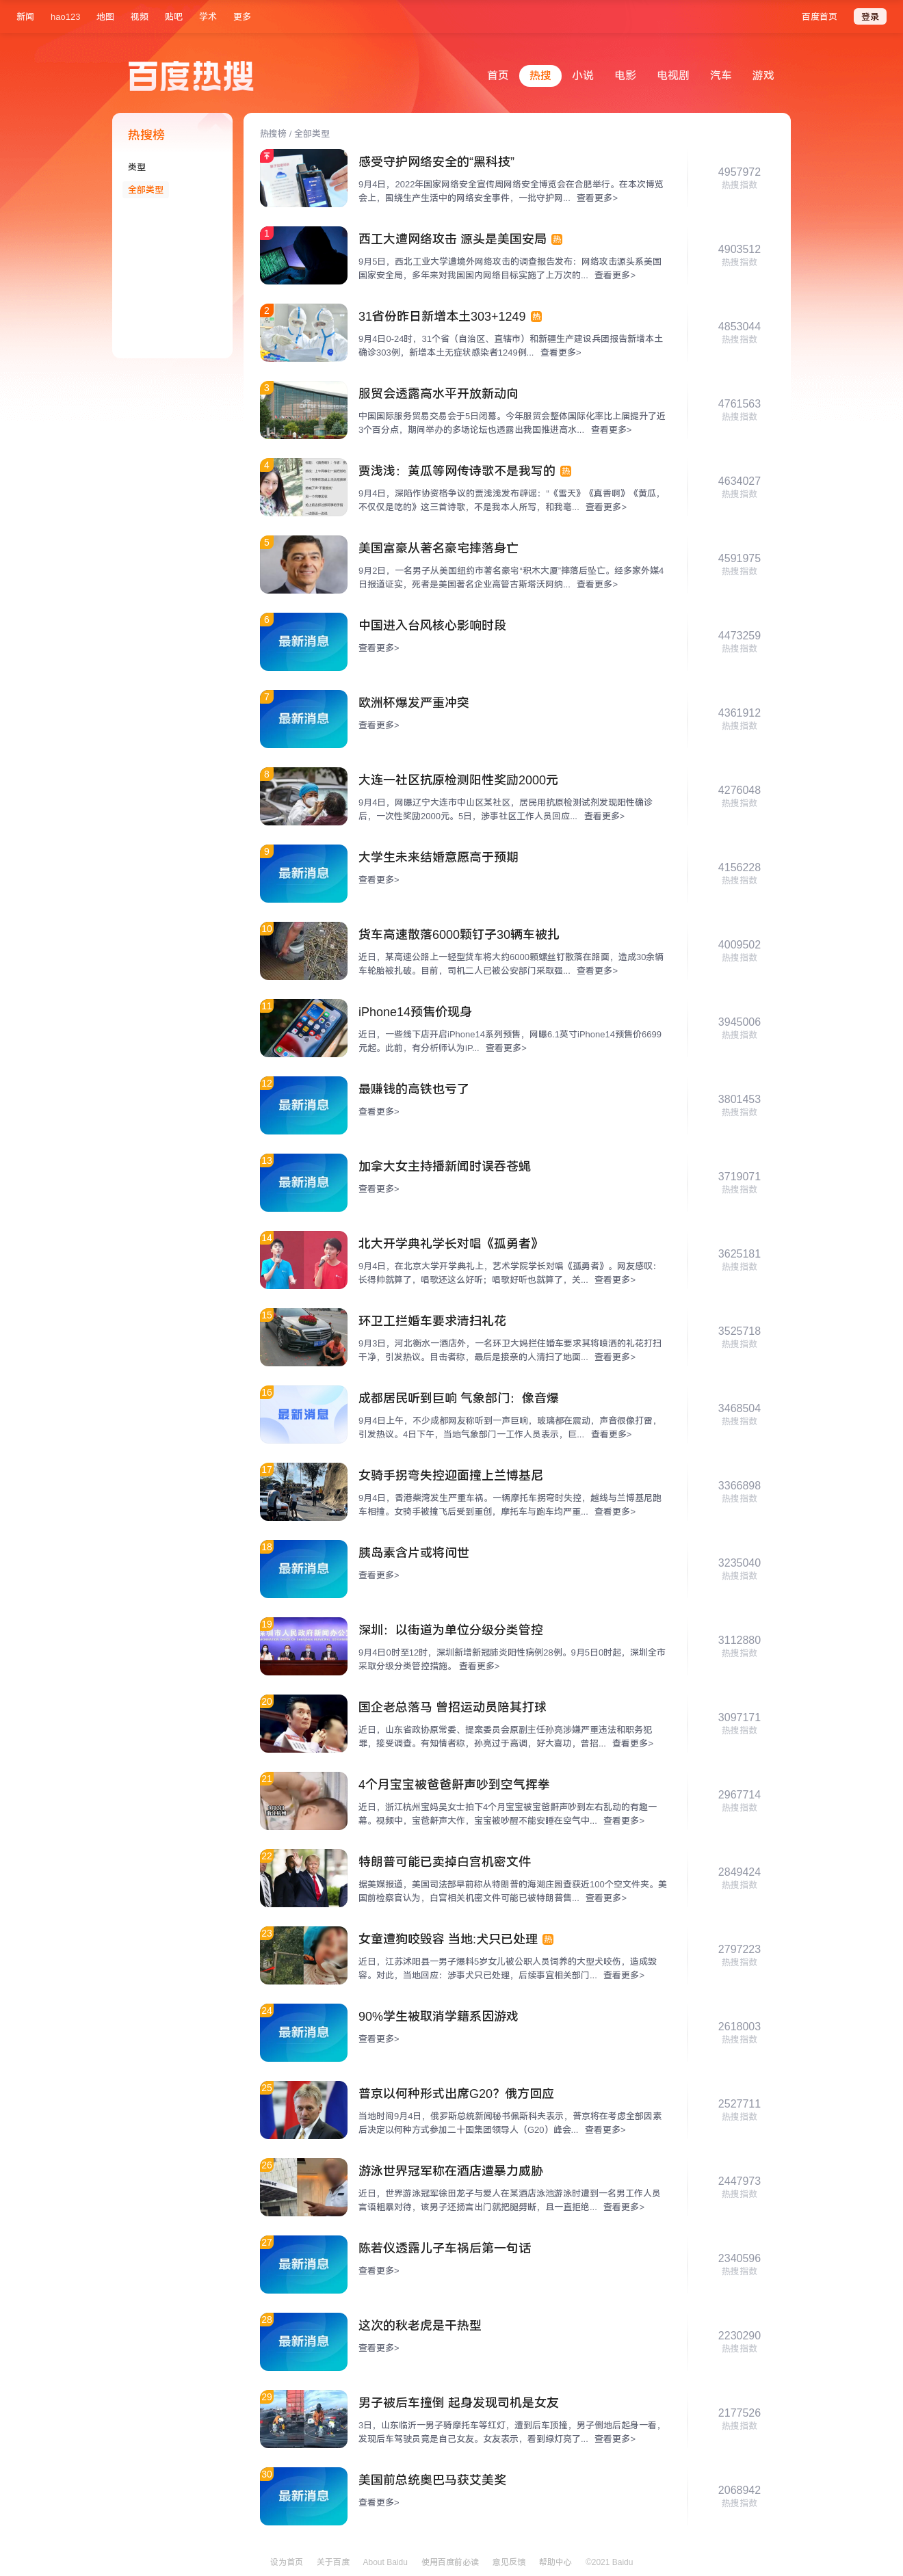 新闻 hao123 地图 视频 贴吧 学术 更多 百度首页 登录
百度热搜
首页 热搜 小说 电影 电视剧 汽车 游戏
热搜榜
类型
全部类型
热搜榜 / 全部类型
感受守护网络安全的“黑科技”
9月4日，2022年国家网络安全宣传周网络安全博览会在合肥举行。在本次博览
会上，围绕生产生活中的网络安全事件，一批守护网... 查看更多>
4957972
热搜指数
1
西工大遭网络攻击 源头是美国安局 热
9月5日，西北工业大学遭境外网络攻击的调查报告发布：网络攻击源头系美国
国家安全局，多年来对我国国内网络目标实施了上万次的... 查看更多>
4903512
热搜指数
2
31省份昨日新增本土303+1249 热
9月4日0-24时，31个省（自治区、直辖市）和新疆生产建设兵团报告新增本土
确诊303例，新增本土无症状感染者1249例... 查看更多>
4853044
热搜指数
3
服贸会透露高水平开放新动向
中国国际服务贸易交易会于5日闭幕。今年服贸会整体国际化率比上届提升了近
3个百分点，期间举办的多场论坛也透露出我国推进高水... 查看更多>
4761563
热搜指数
4
贾浅浅：黄瓜等网传诗歌不是我写的 热
9月4日，深陷作协资格争议的贾浅浅发布辟谣：“《雪天》《真香啊》《黄瓜，
不仅仅是吃的》这三首诗歌，不是我本人所写，和我毫... 查看更多>
4634027
热搜指数
5
美国富豪从著名豪宅摔落身亡
9月2日，一名男子从美国纽约市著名豪宅“积木大厦”摔落后坠亡。经多家外媒4
日报道证实，死者是美国著名企业高管古斯塔沃阿纳... 查看更多>
4591975
热搜指数
6
最新消息
中国进入台风核心影响时段
查看更多>
4473259
热搜指数
7
最新消息
欧洲杯爆发严重冲突
查看更多>
4361912
热搜指数
8
大连一社区抗原检测阳性奖励2000元
9月4日，网曝辽宁大连市中山区某社区，居民用抗原检测试剂发现阳性确诊
后，一次性奖励2000元。5日，涉事社区工作人员回应... 查看更多>
4276048
热搜指数
9
最新消息
大学生未来结婚意愿高于预期
查看更多>
4156228
热搜指数
10
货车高速散落6000颗钉子30辆车被扎
近日，某高速公路上一轻型货车将大约6000颗螺丝钉散落在路面，造成30余辆
车轮胎被扎破。目前，司机二人已被公安部门采取强... 查看更多>
4009502
热搜指数
11
iPhone14预售价现身
近日，一些线下店开启iPhone14系列预售，网曝6.1英寸iPhone14预售价6699
元起。此前，有分析师认为iP... 查看更多>
3945006
热搜指数
12
最新消息
最赚钱的高铁也亏了
查看更多>
3801453
热搜指数
13
最新消息
加拿大女主持播新闻时误吞苍蝇
查看更多>
3719071
热搜指数
14
北大开学典礼学长对唱《孤勇者》
9月4日，在北京大学开学典礼上，艺术学院学长对唱《孤勇者》。网友感叹：
长得帅就算了，唱歌还这么好听；唱歌好听也就算了，关... 查看更多>
3625181
热搜指数
15
环卫工拦婚车要求清扫礼花
9月3日，河北衡水一酒店外，一名环卫大妈拦住婚车要求其将喷洒的礼花打扫
干净，引发热议。目击者称，最后是接亲的人清扫了地面... 查看更多>
3525718
热搜指数
16
最新消息
成都居民听到巨响 气象部门：像音爆
9月4日上午，不少成都网友称听到一声巨响，玻璃都在震动，声音很像打雷，
引发热议。4日下午，当地气象部门一工作人员表示，巨... 查看更多>
3468504
热搜指数
17
女骑手拐弯失控迎面撞上兰博基尼
9月4日，香港柴湾发生严重车祸。一辆摩托车拐弯时失控，越线与兰博基尼跑
车相撞。女骑手被撞飞后受到重创，摩托车与跑车均严重... 查看更多>
3366898
热搜指数
18
最新消息
胰岛素含片或将问世
查看更多>
3235040
热搜指数
19
深圳：以街道为单位分级分类管控
9月4日0时至12时，深圳新增新冠肺炎阳性病例28例。9月5日0时起，深圳全市
采取分级分类管控措施。 查看更多>
3112880
热搜指数
20
国企老总落马 曾招运动员陪其打球
近日，山东省政协原常委、提案委员会原副主任孙亮涉嫌严重违法和职务犯
罪，接受调查。有知情者称，孙亮过于高调，好大喜功，曾招... 查看更多>
3097171
热搜指数
21
4个月宝宝被爸爸鼾声吵到空气挥拳
近日，浙江杭州宝妈吴女士拍下4个月宝宝被宝爸鼾声吵到左右乱动的有趣一
幕。视频中，宝爸鼾声大作，宝宝被吵醒不能安睡在空气中... 查看更多>
2967714
热搜指数
22
特朗普可能已卖掉白宫机密文件
据美媒报道，美国司法部早前称从特朗普的海湖庄园查获近100个空文件夹。美
国前检察官认为，白宫相关机密文件可能已被特朗普售... 查看更多>
2849424
热搜指数
23
女童遭狗咬毁容 当地:犬只已处理 热
近日，江苏沭阳县一男子爆料5岁女儿被公职人员饲养的大型犬咬伤，造成毁
容。对此，当地回应：涉事犬只已处理，后续事宜相关部门... 查看更多>
2797223
热搜指数
24
最新消息
90%学生被取消学籍系因游戏
查看更多>
2618003
热搜指数
25
普京以何种形式出席G20？俄方回应
当地时间9月4日，俄罗斯总统新闻秘书佩斯科夫表示，普京将在考虑全部因素
后决定以何种方式参加二十国集团领导人（G20）峰会... 查看更多>
2527711
热搜指数
26
游泳世界冠军称在酒店遭暴力威胁
近日，世界游泳冠军徐田龙子与爱人在某酒店泳池游泳时遭到一名男工作人员
言语粗暴对待，该男子还扬言出门就把腿劈断，且一直拒绝... 查看更多>
2447973
热搜指数
27
最新消息
陈若仪透露儿子车祸后第一句话
查看更多>
2340596
热搜指数
28
最新消息
这次的秋老虎是干热型
查看更多>
2230290
热搜指数
29
男子被后车撞倒 起身发现司机是女友
3日，山东临沂一男子骑摩托车等红灯，遭到后车顶撞，男子倒地后起身一看，
发现后车驾驶员竟是自己女友。女友表示，看到绿灯亮了... 查看更多>
2177526
热搜指数
30
最新消息
美国前总统奥巴马获艾美奖
查看更多>
2068942
热搜指数
设为首页 关于百度 About Baidu 使用百度前必读 意见反馈 帮助中心 ©2021 Baidu